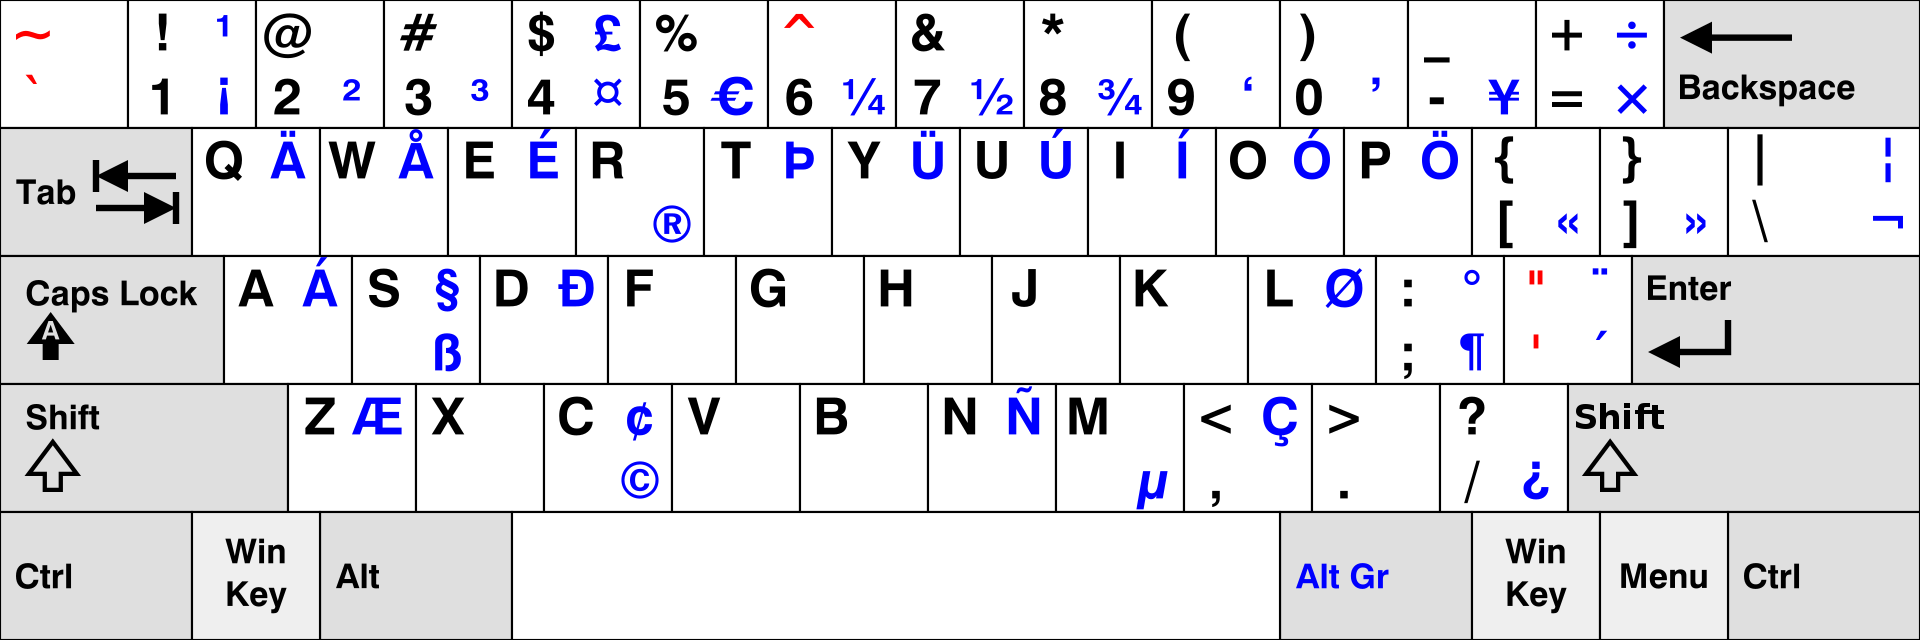 ~ ! ¹ @ # $ £ % ^ & * ( ) _ + ÷
` 1 ¡ 2 ² 3 ³ 4 ¤ 5 € 6 ¼ 7 ½ 8 ¾ 9 ‘ 0 ’ - ¥ = × Backspace
Tab Q Ä W Å E É R T Þ Y Ü U Ú I Í O Ó P Ö { } | ¦
® [ « ] » \ ¬
Caps Lock A Á S § D Ð F G H J K L Ø : ° " ¨ Enter
A ß ; ¶ ' ´
Shift Z Æ X C ¢ V B N Ñ M < Ç > ? Shift
© µ , . / ¿
Ctrl Win Key Alt Alt Gr Win Key Menu Ctrl